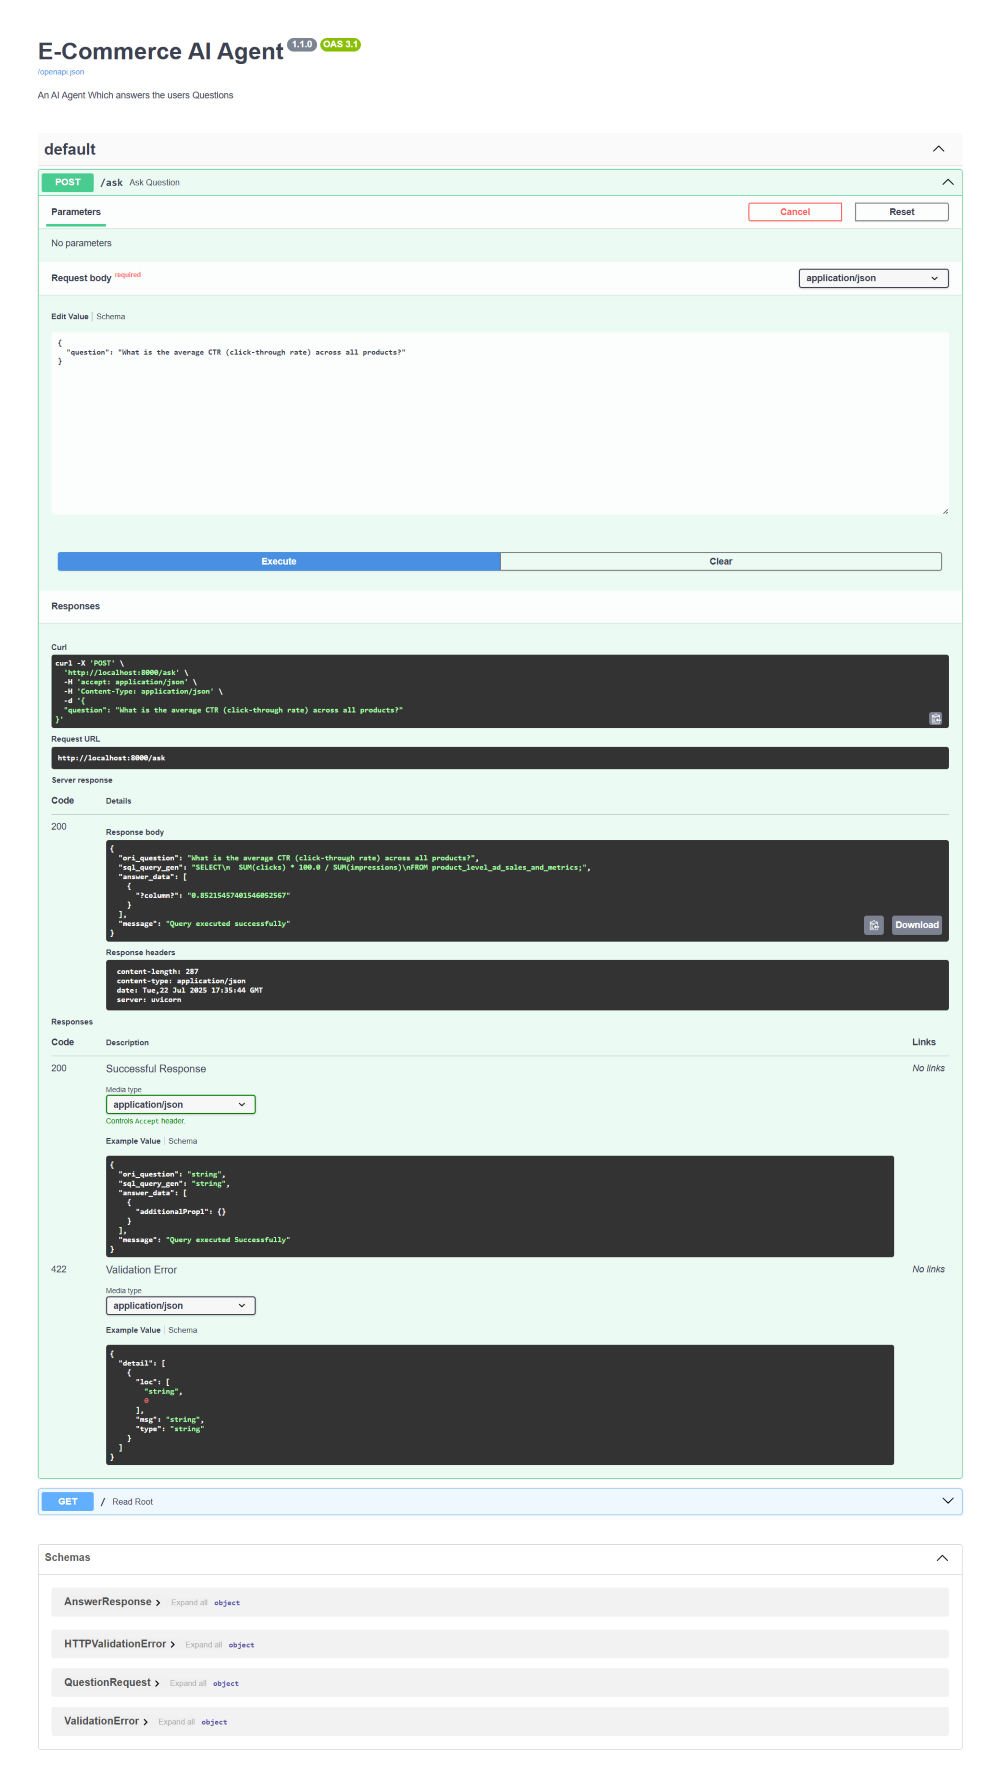 E-Commerce AI Agent 1.1.0 OAS 3.1
/openapi.json
An AI Agent Which answers the users Questions
default
POST /ask Ask Question
Parameters Cancel Reset
No parameters
Request body required application/json
Edit Value Schema
{
"question": "What is the average CTR (click-through rate) across all products?"
}
Execute Clear
Responses
Curl
curl -X 'POST' \
'http://localhost:8000/ask' \
-H 'accept: application/json' \
-H 'Content-Type: application/json' \
-d '{
"question": "What is the average CTR (click-through rate) across all products?"
}'
Request URL
http://localhost:8000/ask
Server response
Code Details
200
Response body
{
"ori_question": "What is the average CTR (click-through rate) across all products?",
"sql_query_gen": "SELECT\n  SUM(clicks) * 100.0 / SUM(impressions)\nFROM product_level_ad_sales_and_metrics;",
"answer_data": [
{
"?column?": "0.85215457401546052567"
}
],
"message": "Query executed successfully"
}
Download
Response headers
content-length: 287
content-type: application/json
date: Tue,22 Jul 2025 17:35:44 GMT
server: uvicorn
Responses
Code Description Links
200 Successful Response No links
Media type
application/json
Controls Accept header.
Example Value Schema
{
"ori_question": "string",
"sql_query_gen": "string",
"answer_data": [
{
"additionalProp1": {}
}
],
"message": "Query executed Successfully"
}
422 Validation Error No links
Media type
application/json
Example Value Schema
{
"detail": [
{
"loc": [
"string",
0
],
"msg": "string",
"type": "string"
}
]
}
GET / Read Root
Schemas
AnswerResponse Expand all object
HTTPValidationError Expand all object
QuestionRequest Expand all object
ValidationError Expand all object